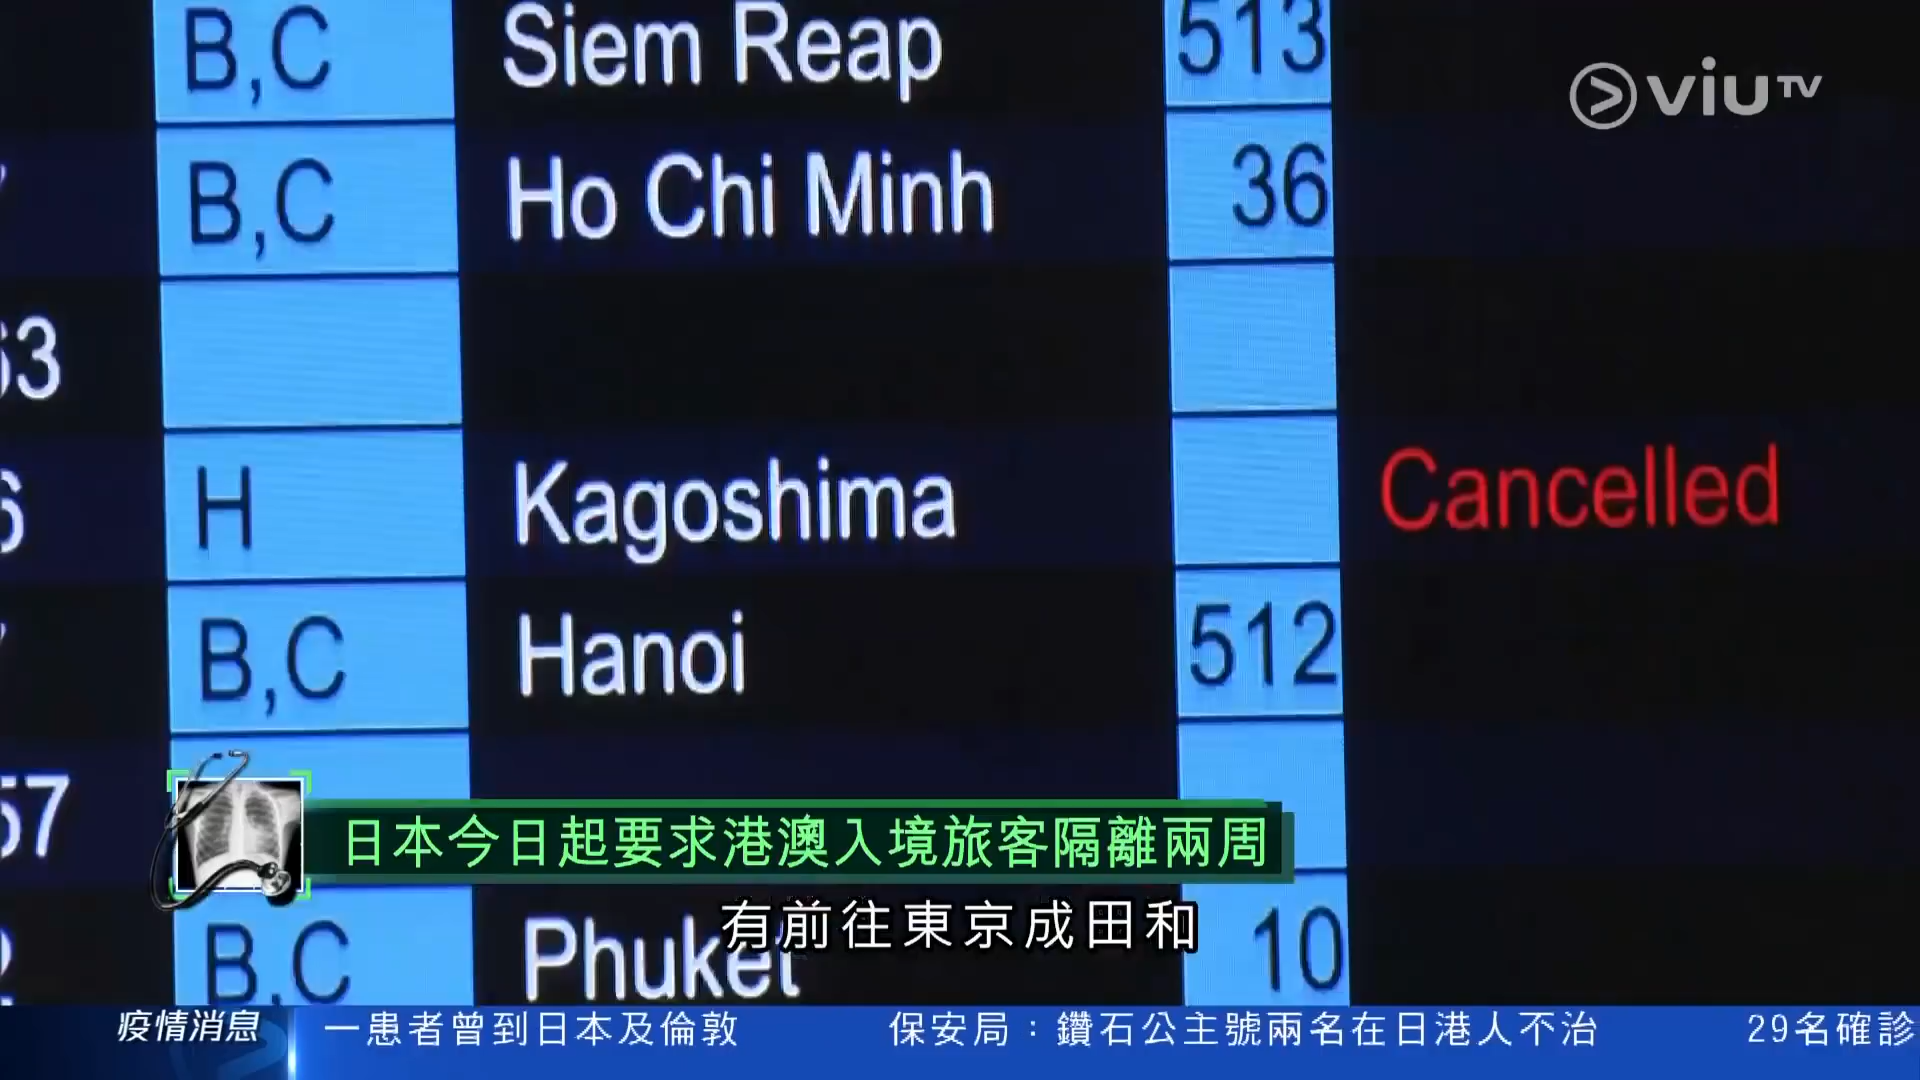 B,C Siem Reap 513
viuTV
B,C Ho Chi Minh 36
63
6 H Kagoshima Cancelled
B,C Hanoi 512
57
日本今日起要求港澳入境旅客隔離兩周
有前往東京成田和
B,C Phuket 10
疫情消息 一患者曾到日本及倫敦 保安局：鑽石公主號兩名在日港人不治 29名確診